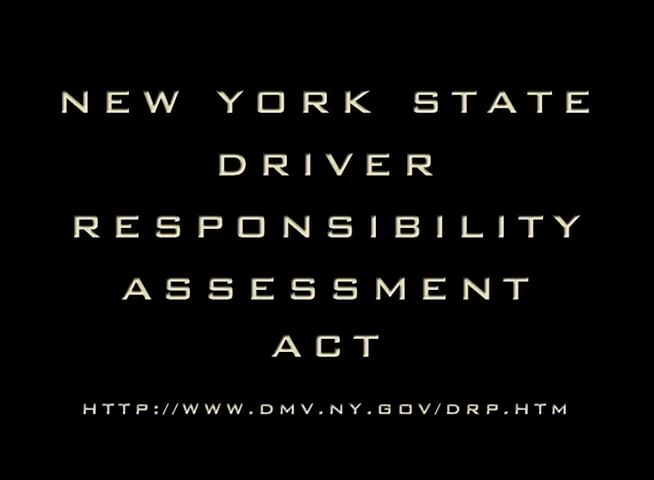 NEW YORK STATE
DRIVER
RESPONSIBILITY
ASSESSMENT
ACT
HTTP://WWW.DMV.NY.GOV/DRP.HTM